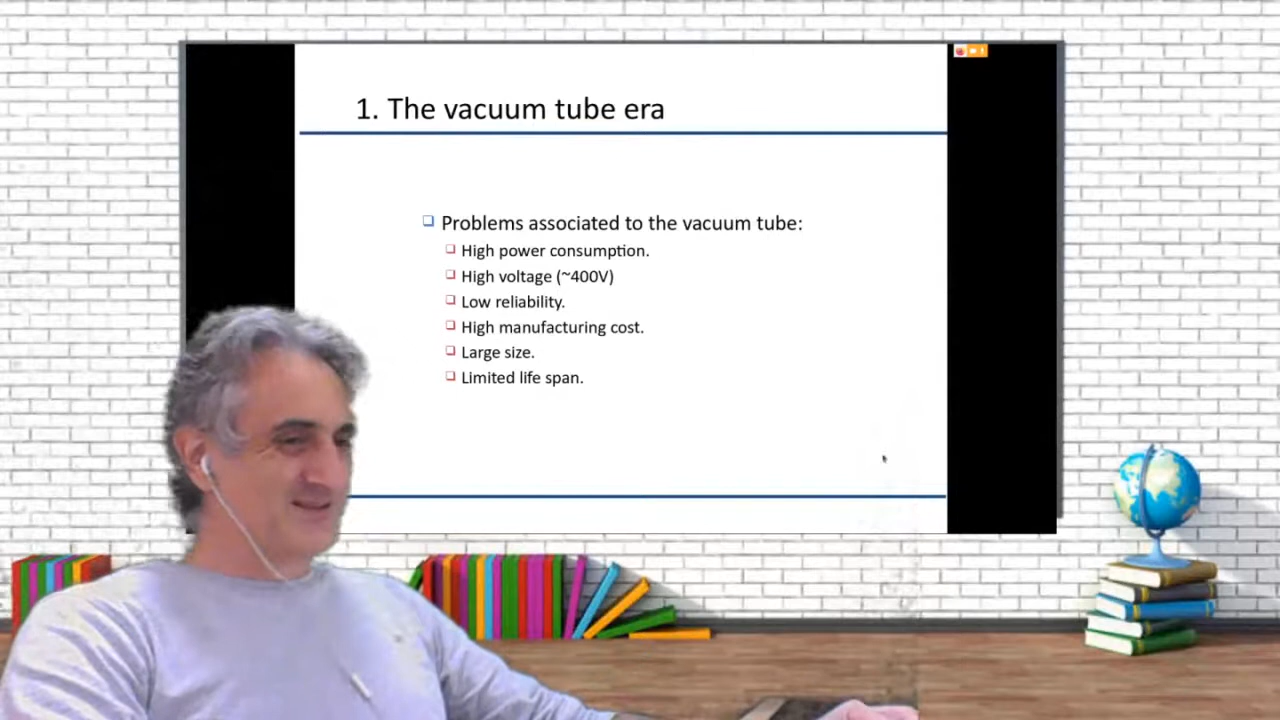 1. The vacuum tube era
Problems associated to the vacuum tube:
High power consumption.
High voltage (~400V)
Low reliability.
High manufacturing cost.
Large size.
Limited life span.